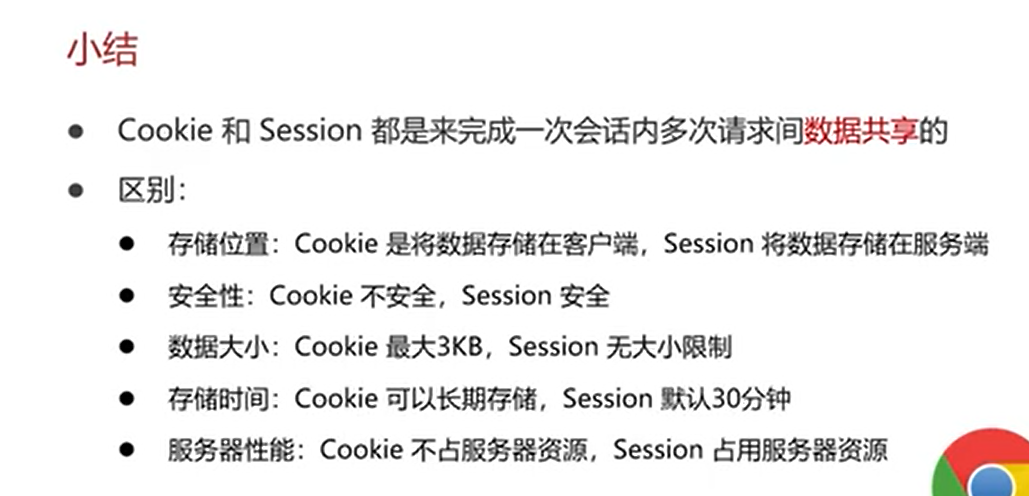 小结
Cookie 和 Session 都是来完成一次会话内多次请求间数据共享的
区别：
存储位置：Cookie 是将数据存储在客户端，Session 将数据存储在服务端
安全性：Cookie 不安全，Session 安全
数据大小：Cookie 最大3KB，Session 无大小限制
存储时间：Cookie 可以长期存储，Session 默认30分钟
服务器性能：Cookie 不占服务器资源，Session 占用服务器资源